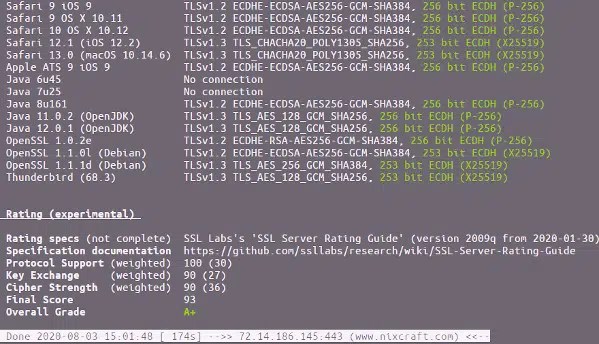 Safari 9 iOS 9 TLSv1.2 ECDHE-ECDSA-AES256-GCM-SHA384, 256 bit ECDH (P-256)
Safari 9 OS X 10.11 TLSv1.2 ECDHE-ECDSA-AES256-GCM-SHA384, 256 bit ECDH (P-256)
Safari 10 OS X 10.12 TLSv1.2 ECDHE-ECDSA-AES256-GCM-SHA384, 256 bit ECDH (P-256)
Safari 12.1 (iOS 12.2) TLSv1.3 TLS_CHACHA20_POLY1305_SHA256, 253 bit ECDH (X25519)
Safari 13.0 (macOS 10.14.6) TLSv1.3 TLS_CHACHA20_POLY1305_SHA256, 253 bit ECDH (X25519)
Apple ATS 9 iOS 9 TLSv1.2 ECDHE-ECDSA-AES256-GCM-SHA384, 256 bit ECDH (P-256)
Java 6u45 No connection
Java 7u25 No connection
Java 8u161 TLSv1.2 ECDHE-ECDSA-AES256-GCM-SHA384, 256 bit ECDH (P-256)
Java 11.0.2 (OpenJDK) TLSv1.3 TLS_AES_128_GCM_SHA256, 256 bit ECDH (P-256)
Java 12.0.1 (OpenJDK) TLSv1.3 TLS_AES_128_GCM_SHA256, 256 bit ECDH (P-256)
OpenSSL 1.0.2e TLSv1.2 ECDHE-RSA-AES256-GCM-SHA384, 256 bit ECDH (P-256)
OpenSSL 1.1.0l (Debian) TLSv1.2 ECDHE-ECDSA-AES256-GCM-SHA384, 253 bit ECDH (X25519)
OpenSSL 1.1.1d (Debian) TLSv1.3 TLS_AES_256_GCM_SHA384, 253 bit ECDH (X25519)
Thunderbird (68.3) TLSv1.3 TLS_AES_128_GCM_SHA256, 253 bit ECDH (X25519)
Rating (experimental)
Rating specs (not complete) SSL Labs's 'SSL Server Rating Guide' (version 2009q from 2020-01-30)
Specification documentation https://github.com/ssllabs/research/wiki/SSL-Server-Rating-Guide
Protocol Support (weighted) 100 (30)
Key Exchange (weighted) 90 (27)
Cipher Strength (weighted) 90 (36)
Final Score 93
Overall Grade A+
Done 2020-08-03 15:01:48 [ 174s] -->> 72.14.186.145:443 (www.nixcraft.com) <<--